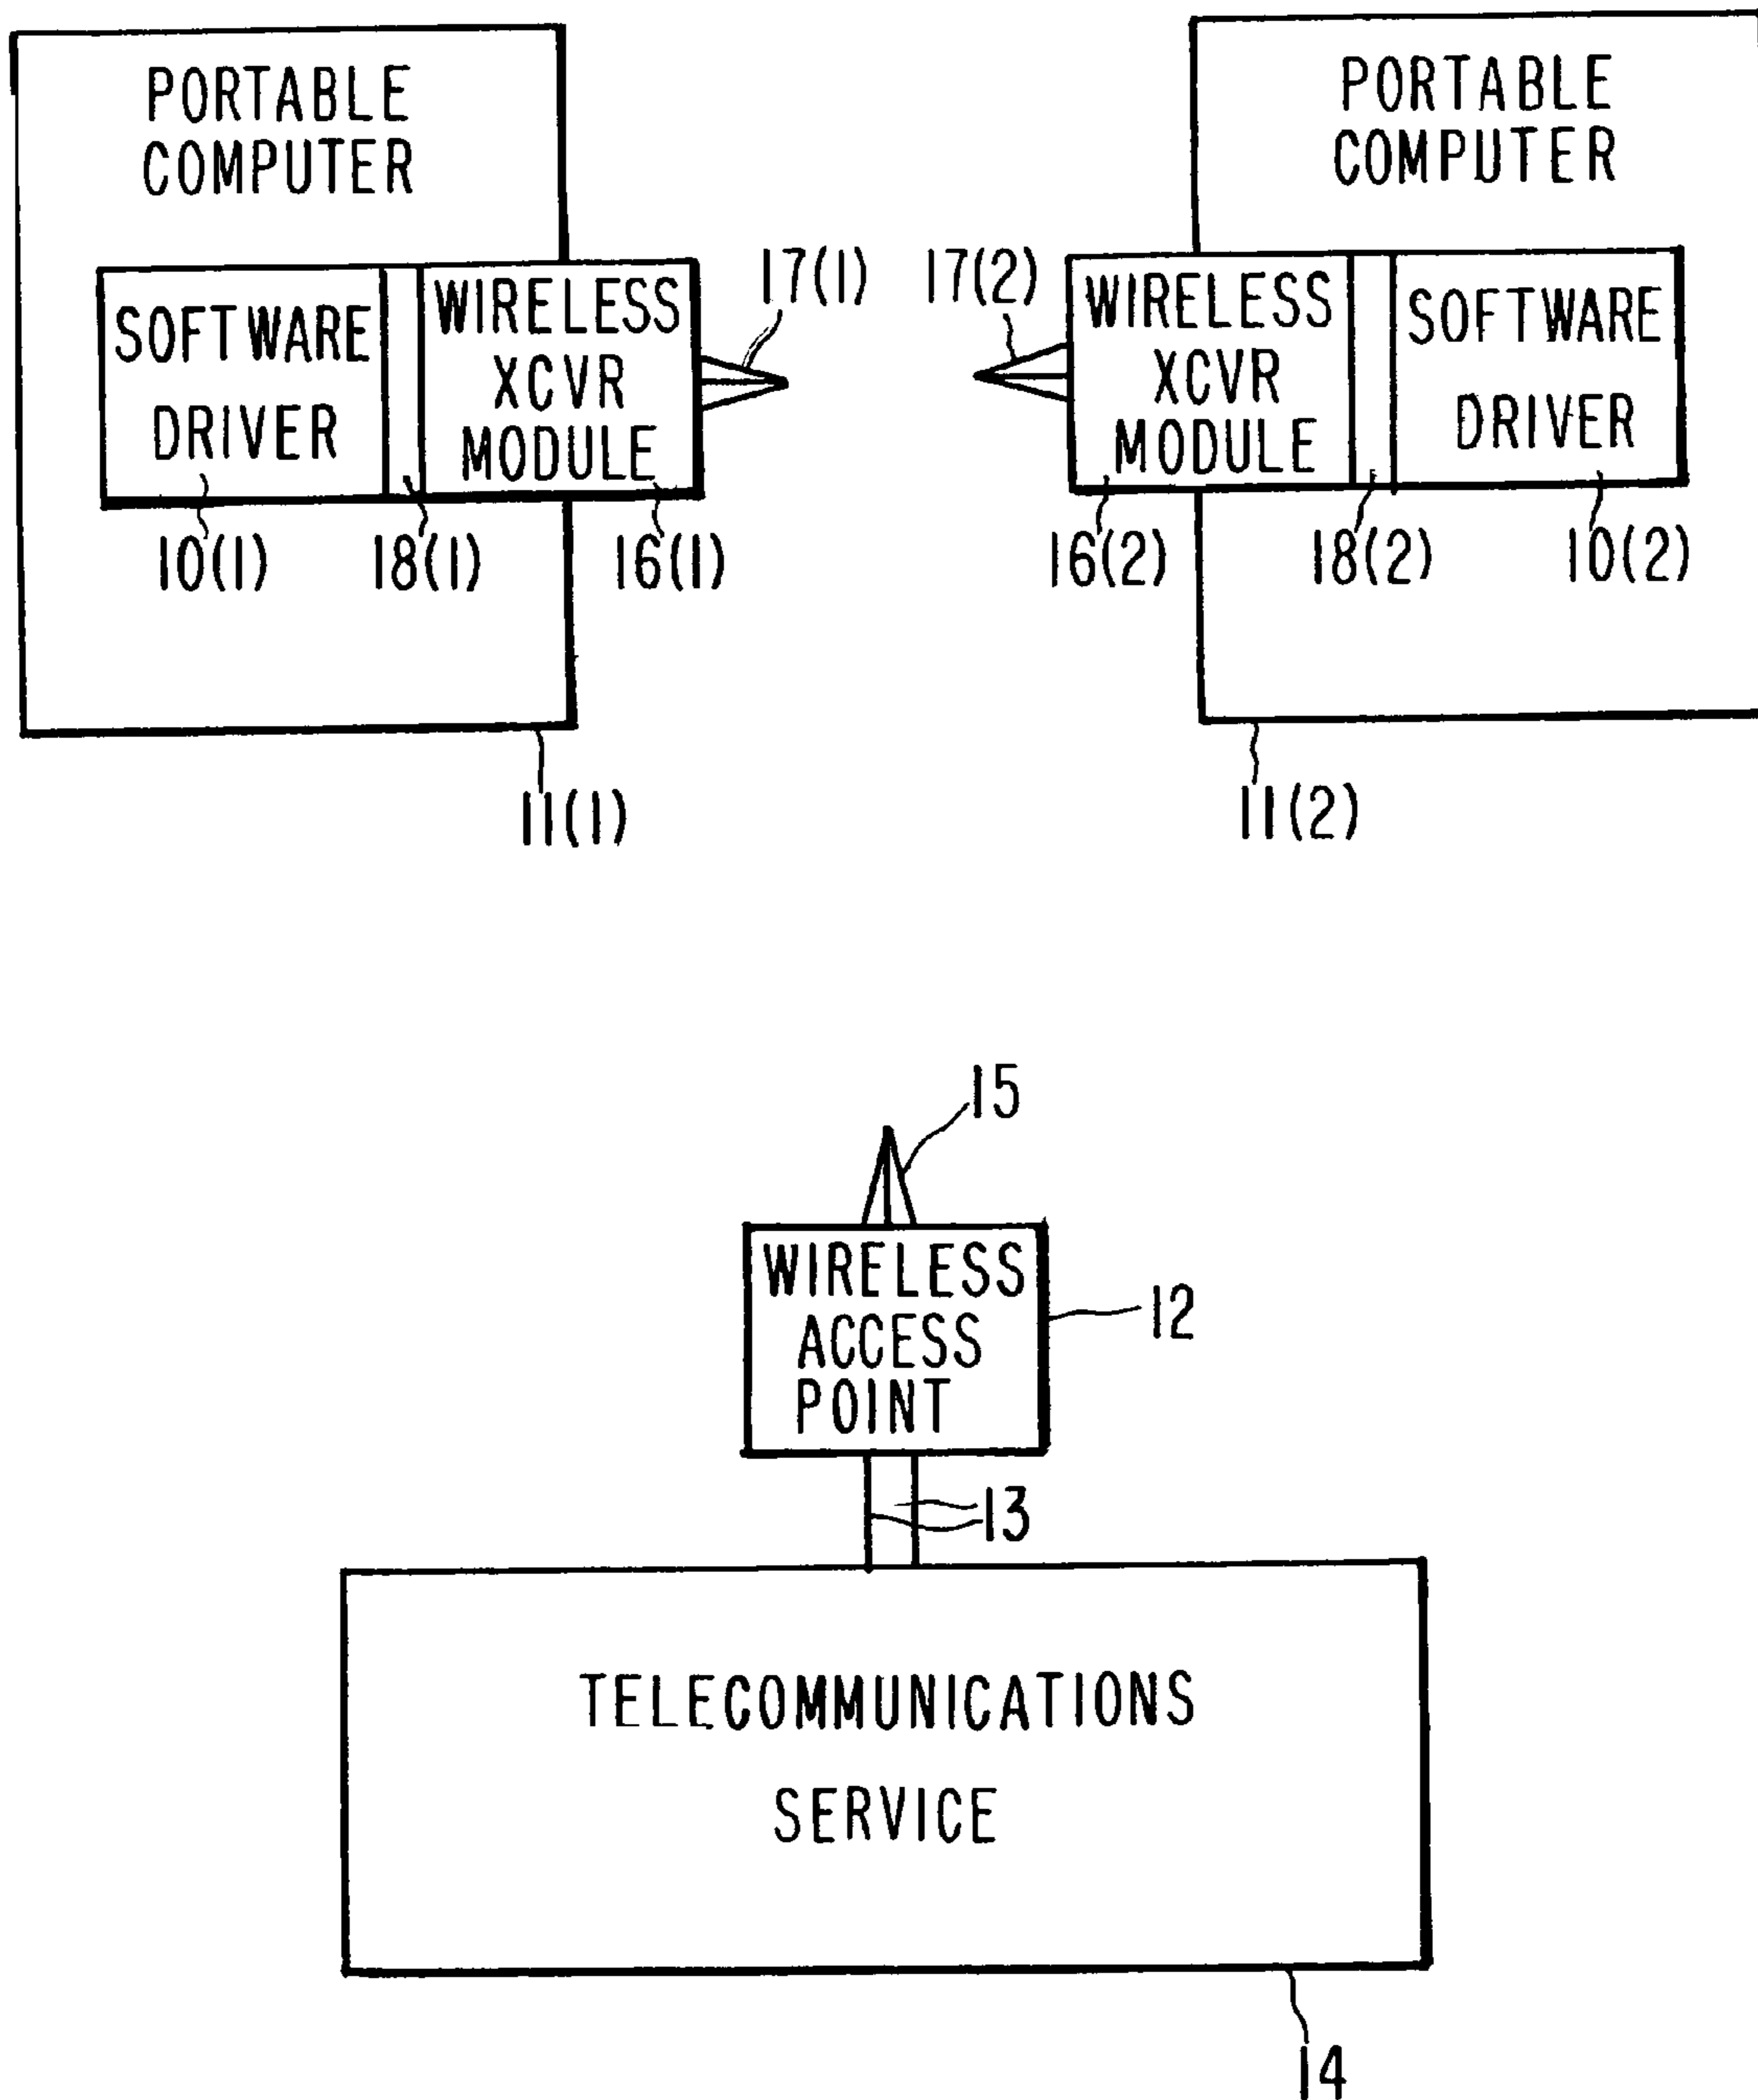 PORTABLE
COMPUTER
SOFTWARE
DRIVER
WIRELESS
XCVR
MODULE
17(1)
10(1)
18(1)
16(1)
11(1)
PORTABLE
COMPUTER
17(2)
WIRELESS
XCVR
MODULE
SOFTWARE
DRIVER
16(2)
18(2)
10(2)
11(2)
15
WIRELESS
ACCESS
POINT
12
13
TELECOMMUNICATIONS
SERVICE
14